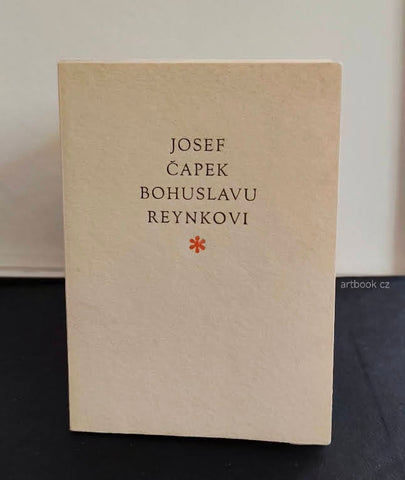 JOSEF
ČAPEK
BOHUSLAVU
REYNKOVI
*
artbook cz